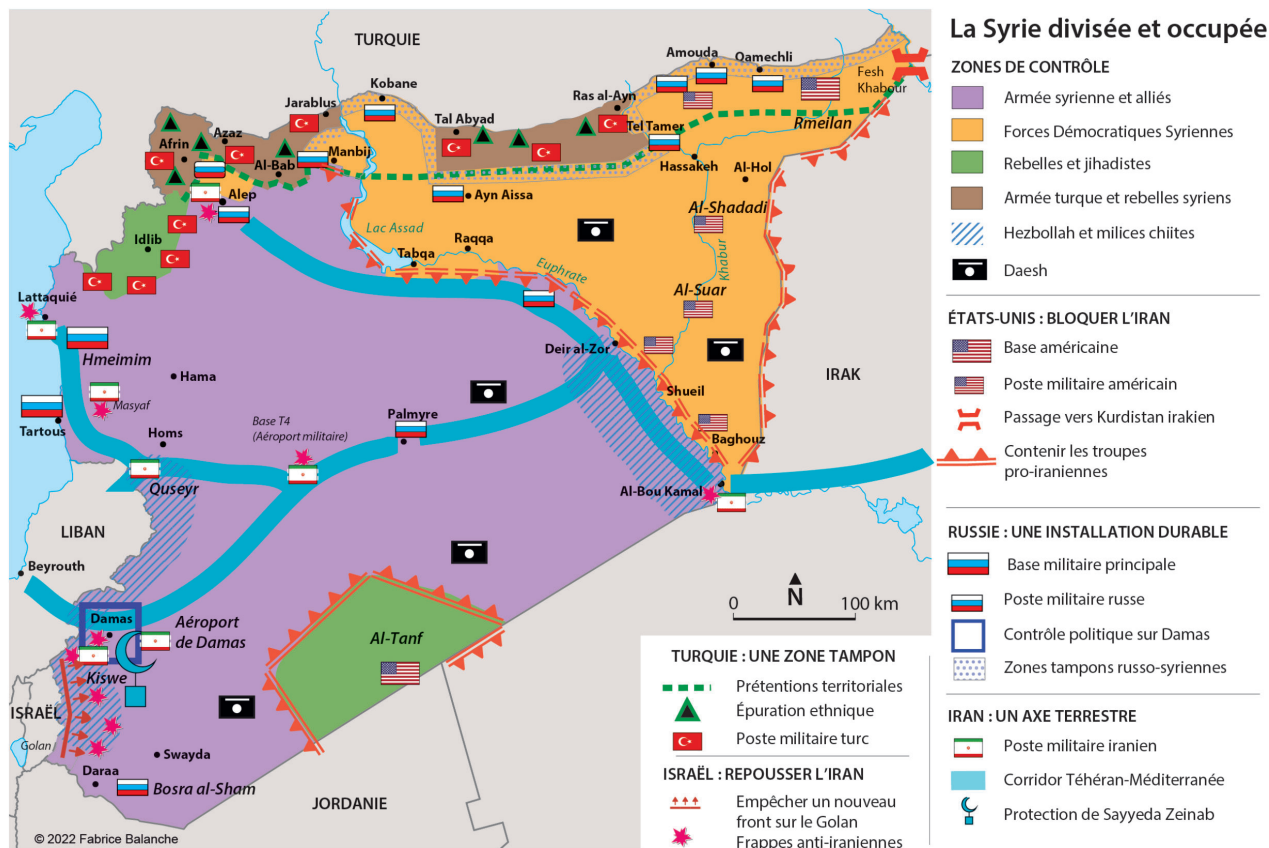 La Syrie divisée et occupée
ZONES DE CONTRÔLE
Armée syrienne et alliés
Forces Démocratiques Syriennes
Rebelles et jihadistes
Armée turque et rebelles syriens
Hezbollah et milices chiites
Daesh
ÉTATS-UNIS : BLOQUER L'IRAN
Base américaine
Poste militaire américain
Passage vers Kurdistan irakien
Contenir les troupes
pro-iraniennes
RUSSIE : UNE INSTALLATION DURABLE
Base militaire principale
Poste militaire russe
Contrôle politique sur Damas
Zones tampons russo-syriennes
IRAN : UN AXE TERRESTRE
Poste militaire iranien
Corridor Téhéran-Méditerranée
Protection de Sayyeda Zeinab
TURQUIE : UNE ZONE TAMPON
Prétentions territoriales
Épuration ethnique
Poste militaire turc
ISRAËL : REPOUSSER L'IRAN
Empêcher un nouveau
front sur le Golan
Frappes anti-iraniennes
TURQUIE
Amouda
Qamechli
Fesh
Khabour
Kobane
Jarablus
Ras al-Ayn
Rmeilan
Azaz
Tal Abyad
Tel Tamer
Afrin
Al-Bab
Manbij
Hassakeh
Al-Hol
Alep
Ayn Aissa
Al-Shadadi
Idlib
Lac Assad
Raqqa
Khabur
Tabqa
Euphrate
Al-Suar
Lattaquié
Hmeimim
Deir al-Zor
Hama
IRAK
Masyaf
Shueil
Tartous
Homs
Base T4
(Aéroport militaire)
Palmyre
Baghouz
Quseyr
Al-Bou Kamal
LIBAN
Beyrouth
N
0
100 km
Damas
Aéroport
de Damas
Al-Tanf
Kiswe
ISRAËL
Golan
Swayda
Daraa
Bosra al-Sham
JORDANIE
© 2022 Fabrice Balanche